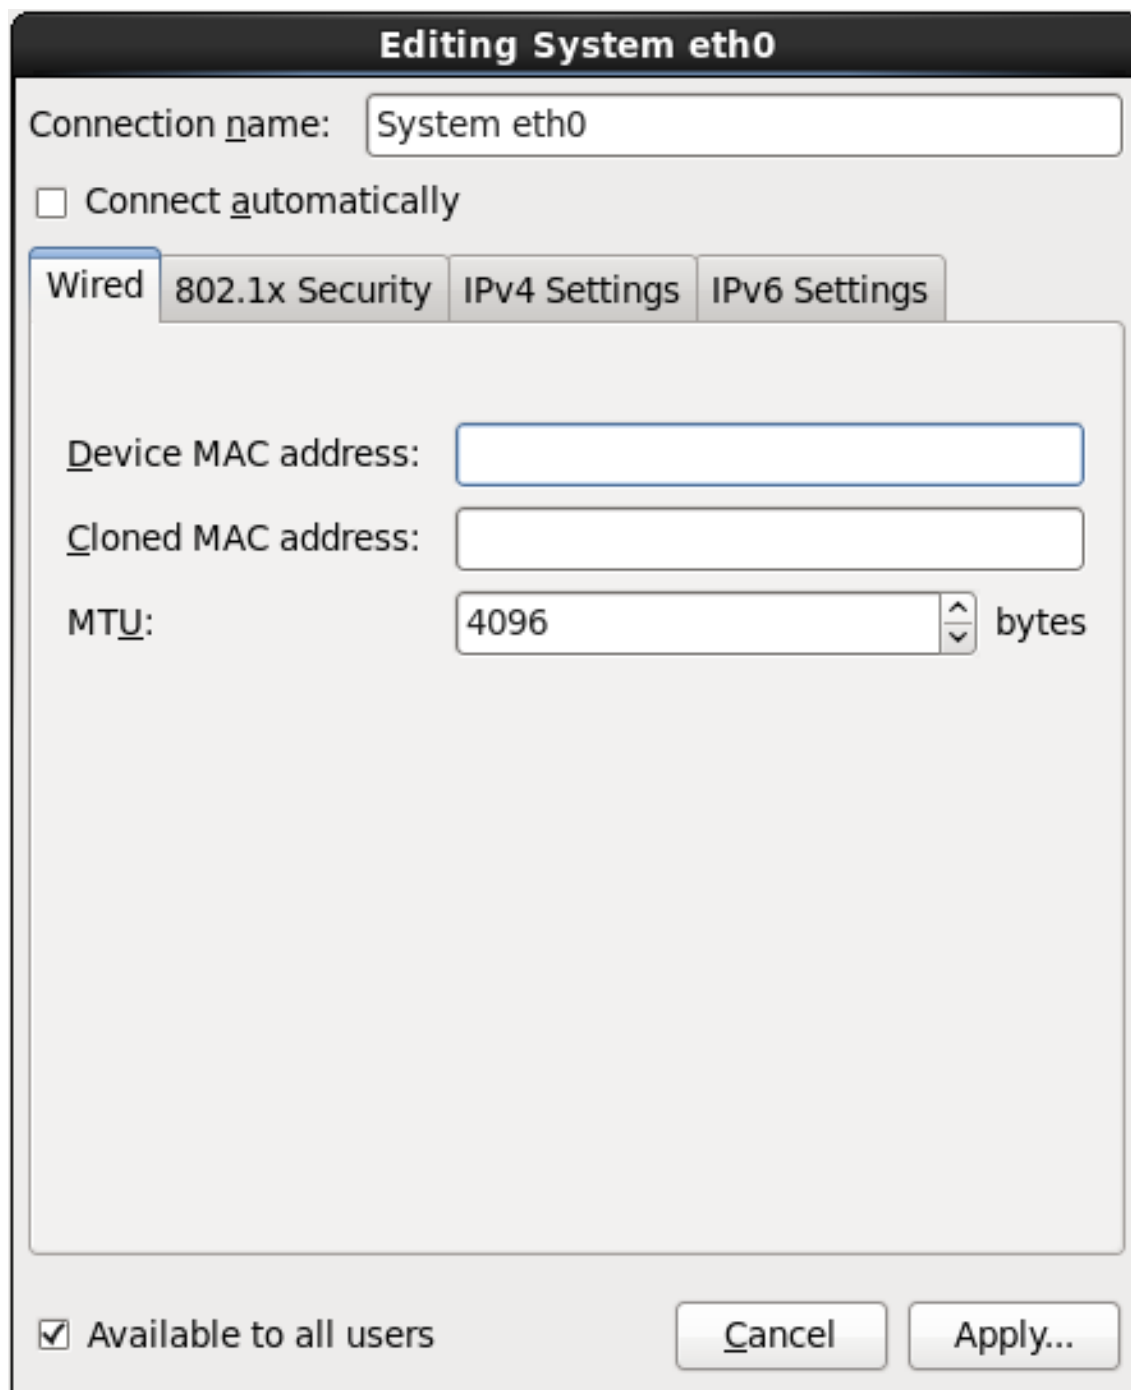 Editing System eth0
Connection name: System eth0
Connect automatically
Wired 802.1x Security IPv4 Settings IPv6 Settings
Device MAC address:
Cloned MAC address:
MTU: 4096 bytes
Available to all users Cancel Apply...